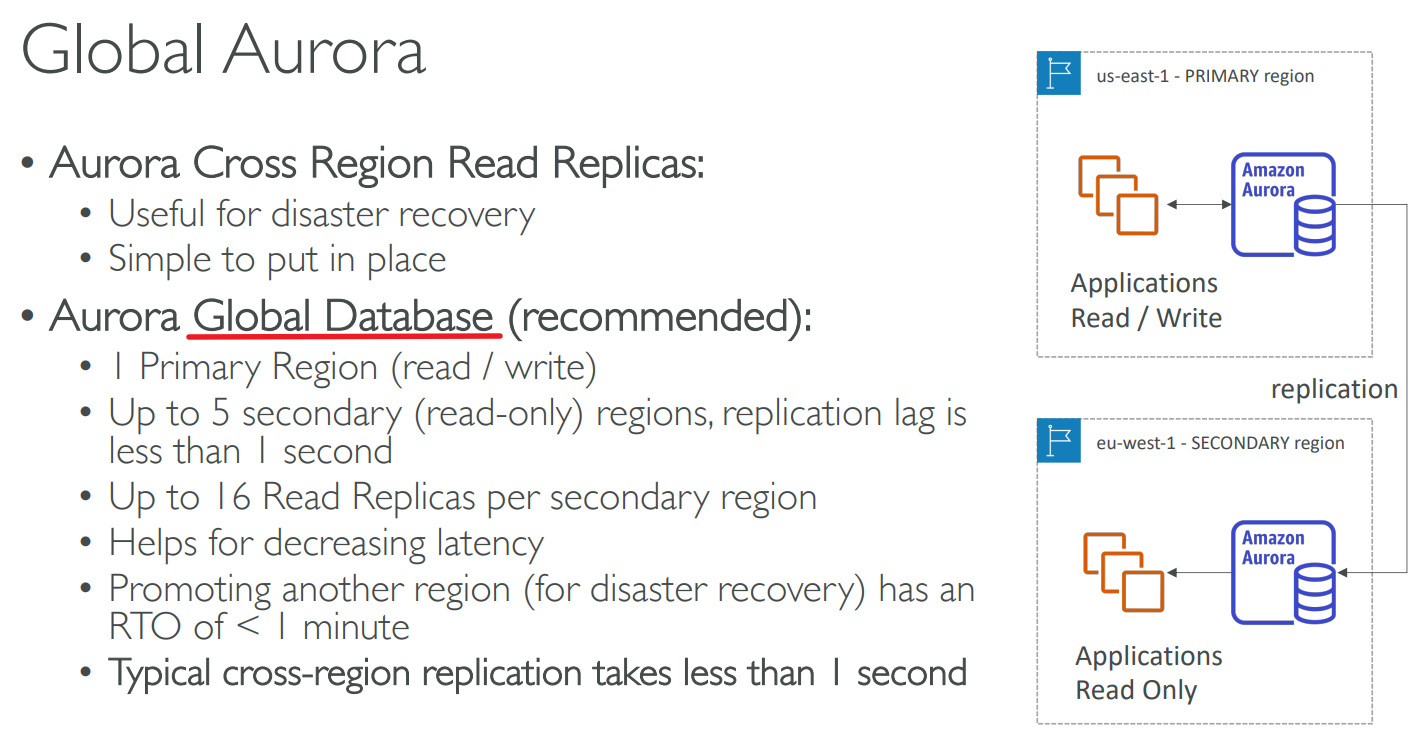 Global Aurora
• Aurora Cross Region Read Replicas:
• Useful for disaster recovery
• Simple to put in place
• Aurora Global Database (recommended):
• 1 Primary Region (read / write)
• Up to 5 secondary (read-only) regions, replication lag is
less than 1 second
• Up to 16 Read Replicas per secondary region
• Helps for decreasing latency
• Promoting another region (for disaster recovery) has an
RTO of < 1 minute
• Typical cross-region replication takes less than 1 second
us-east-1 - PRIMARY region
Amazon
Aurora
Applications
Read / Write
replication
eu-west-1 - SECONDARY region
Amazon
Aurora
Applications
Read Only